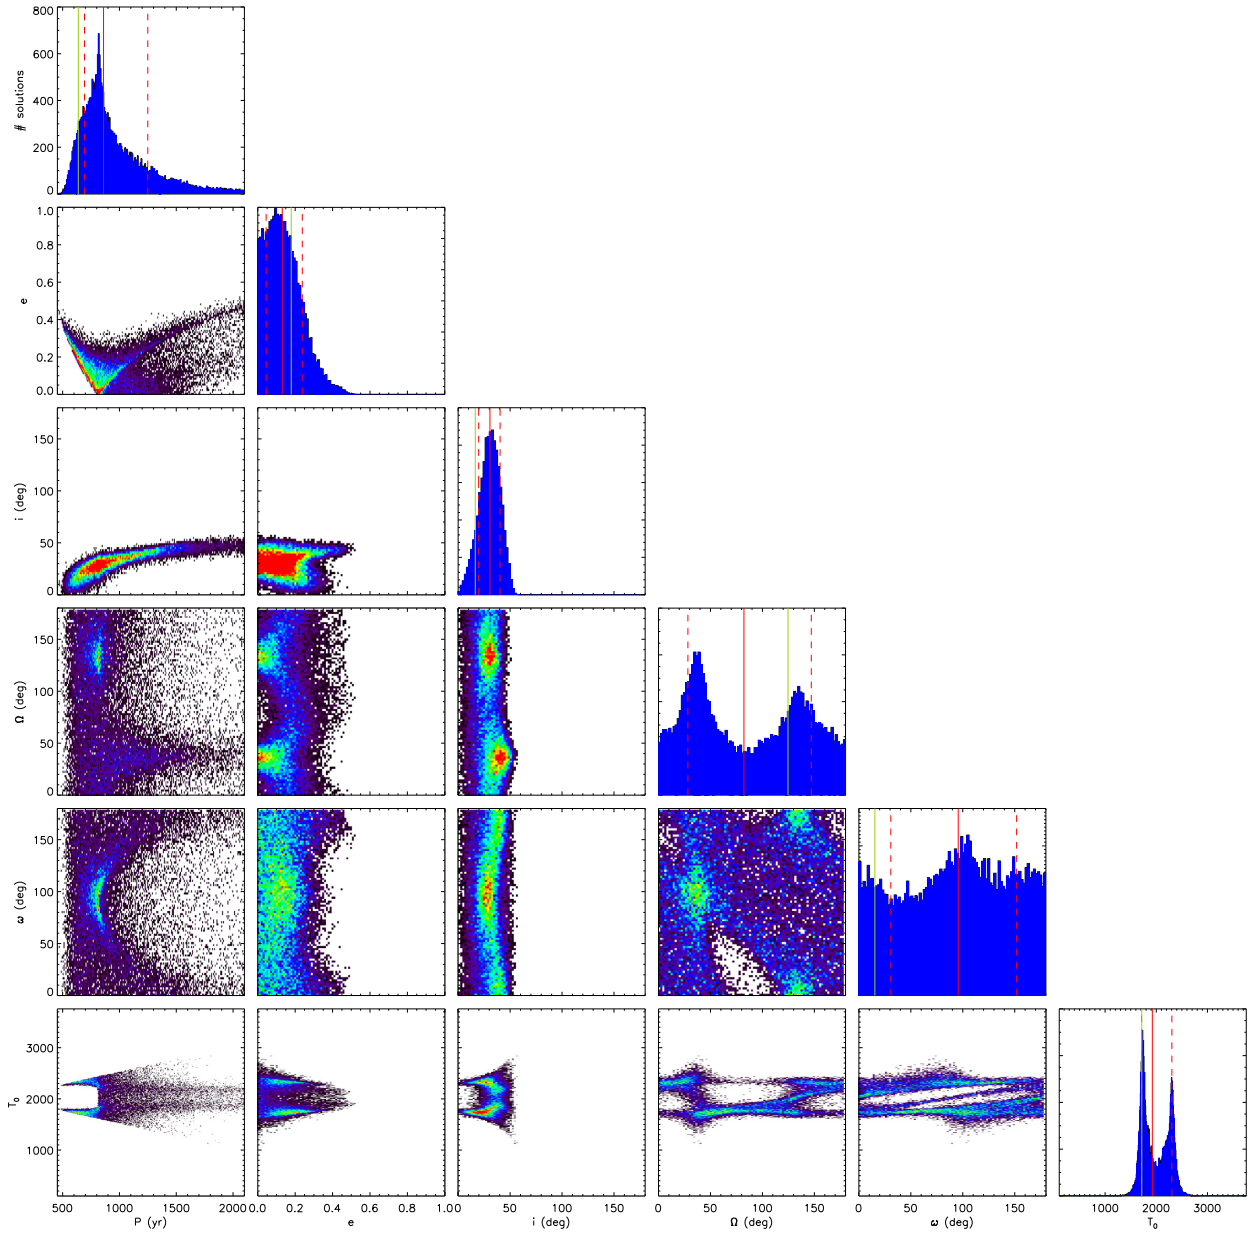 800
600
400
200
0
# solutions
1.0
0.8
0.6
0.4
0.2
0.0
e
150
100
50
0
i (deg)
150
100
50
0
Ω (deg)
150
100
50
0
ω (deg)
3000
2000
1000
0
T₀
500 1000 1500 2000
P (yr)
0.0 0.2 0.4 0.6 0.8 1.0
e
0 50 100 150
i (deg)
0 50 100 150
Ω (deg)
0 50 100 150
ω (deg)
1000 2000 3000
T₀